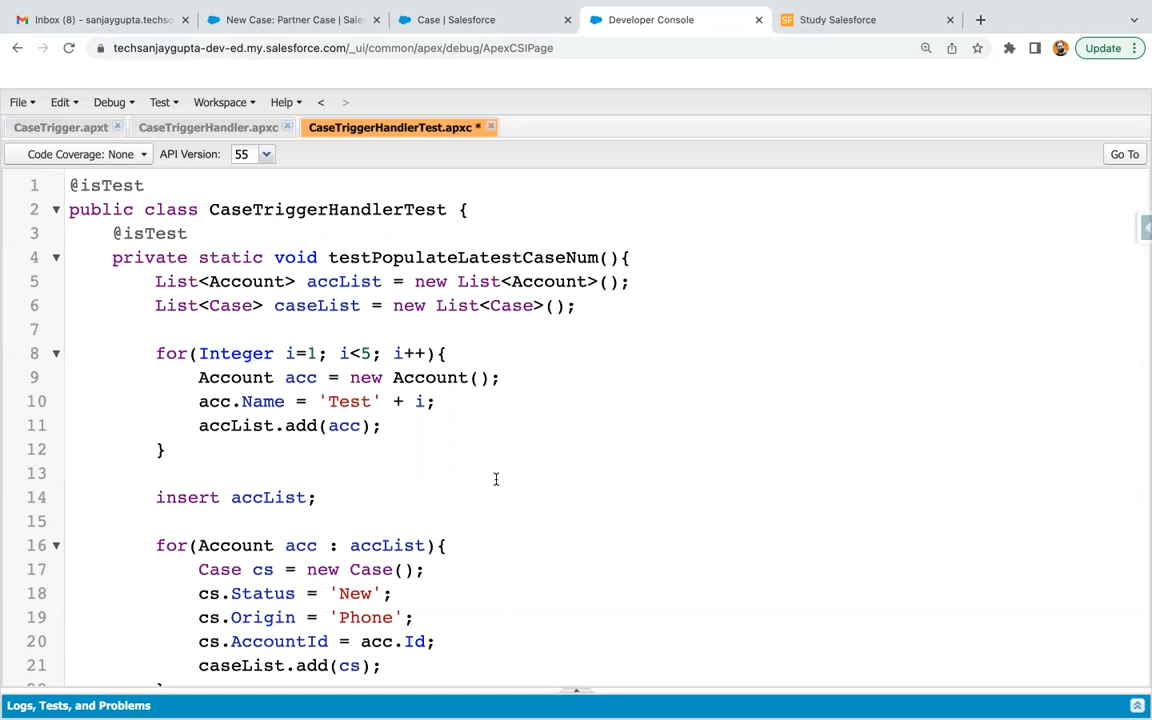 Inbox (8) - sanjaygupta.techsc
New Case: Partner Case | Sales
Case | Salesforce
Developer Console
Study Salesforce
techsanjaygupta-dev-ed.my.salesforce.com/_ui/common/apex/debug/ApexCSIPage
Update
File Edit Debug Test Workspace Help < >
CaseTrigger.apxt
CaseTriggerHandler.apxc
CaseTriggerHandlerTest.apxc *
Code Coverage: None API Version: 55 Go To
1 @isTest
2 public class CaseTriggerHandlerTest {
3 @isTest
4 private static void testPopulateLatestCaseNum(){
5 List<Account> accList = new List<Account>();
6 List<Case> caseList = new List<Case>();
7
8 for(Integer i=1; i<5; i++){
9 Account acc = new Account();
10 acc.Name = 'Test' + i;
11 accList.add(acc);
12 }
13
14 insert accList;
15
16 for(Account acc : accList){
17 Case cs = new Case();
18 cs.Status = 'New';
19 cs.Origin = 'Phone';
20 cs.AccountId = acc.Id;
21 caseList.add(cs);
Logs, Tests, and Problems